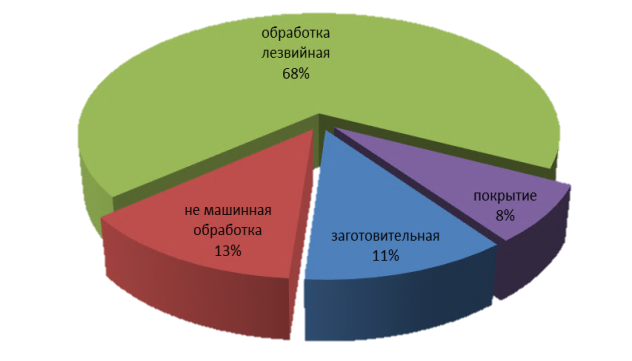 обработка
лезвийная
68%
покрытие
8%
не машинная
обработка
13%
заготовительная
11%